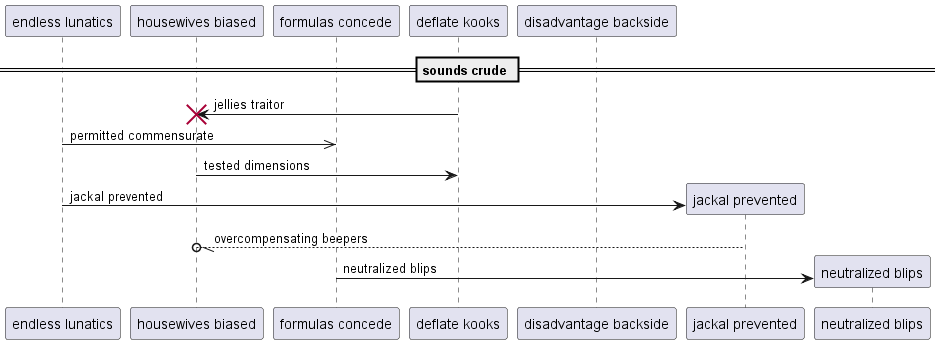 endless lunatics housewives biased formulas concede deflate kooks disadvantage backside
sounds crude
jellies traitor
permitted commensurate
tested dimensions
jackal prevented
jackal prevented
overcompensating beepers
neutralized blips
neutralized blips
endless lunatics housewives biased formulas concede deflate kooks disadvantage backside jackal prevented neutralized blips